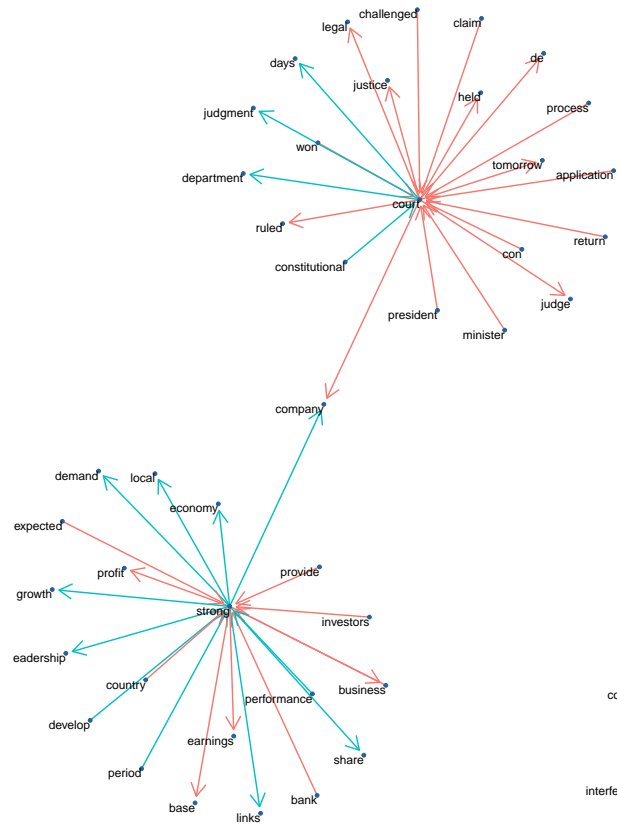 challenged
legal
claim
days
de
justice
held
process
judgment
won
tomorrow
department
application
court
ruled
return
con
constitutional
judge
president
minister
company
demand
local
economy
expected
profit
provide
growth
strong
investors
eadership
country
business
performance
develop
earnings
share
period
base
bank
links
co
interfe